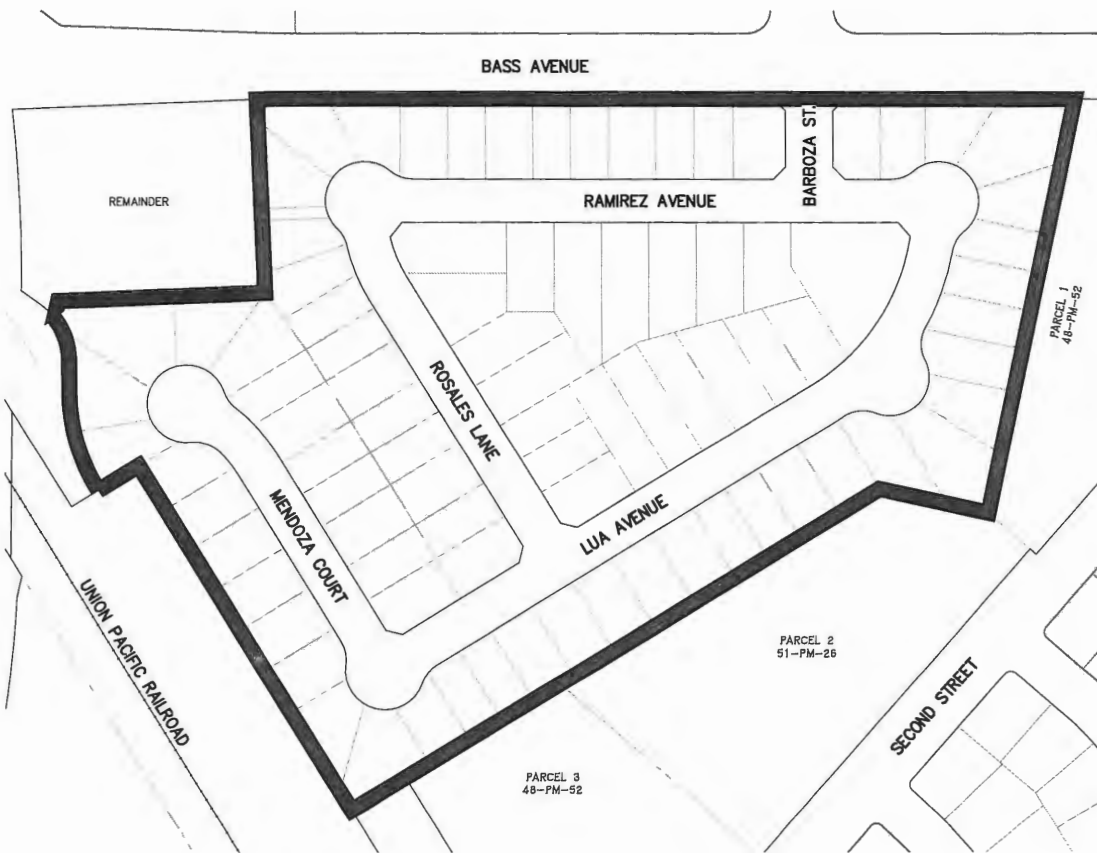 BASS AVENUE
BARBOZA ST.
REMAINDER
RAMIREZ AVENUE
PARCEL 1
48-PM-52
ROSALES LANE
MENDOZA COURT
LUA AVENUE
UNION PACIFIC RAILROAD
PARCEL 2
51-PM-26
SECOND STREET
PARCEL 3
48-PM-52